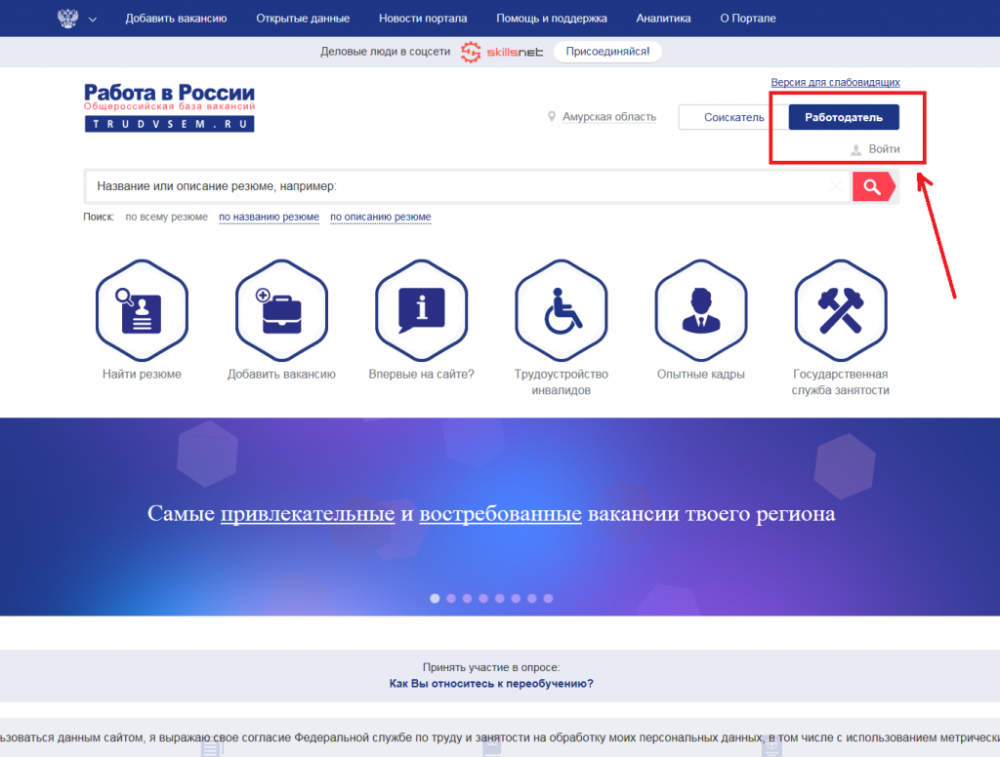 Добавить вакансию Открытые данные Новости портала Помощь и поддержка Аналитика О Портале
Деловые люди в соцсети skillsnet Присоединяйся!
Версия для слабовидящих
Работа в России
Общероссийская база вакансий
TRUDVSEM.RU
Амурская область Соискатель Работодатель
Войти
Название или описание резюме, например:
Поиск: по всему резюме по названию резюме по описанию резюме
Найти резюме Добавить вакансию Впервые на сайте? Трудоустройство инвалидов Опытные кадры Государственная служба занятости
Самые привлекательные и востребованные вакансии твоего региона
Принять участие в опросе:
Как Вы относитесь к переобучению?
ьзоваться данным сайтом, я выражаю свое согласие Федеральной службе по труду и занятости на обработку моих персональных данных, в том числе с использованием метрически